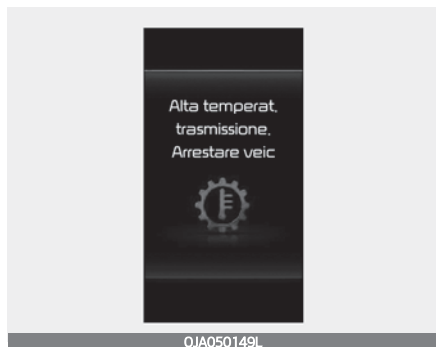 Alta temperat.
trasmissione.
Arrestare veic
OJA050149L